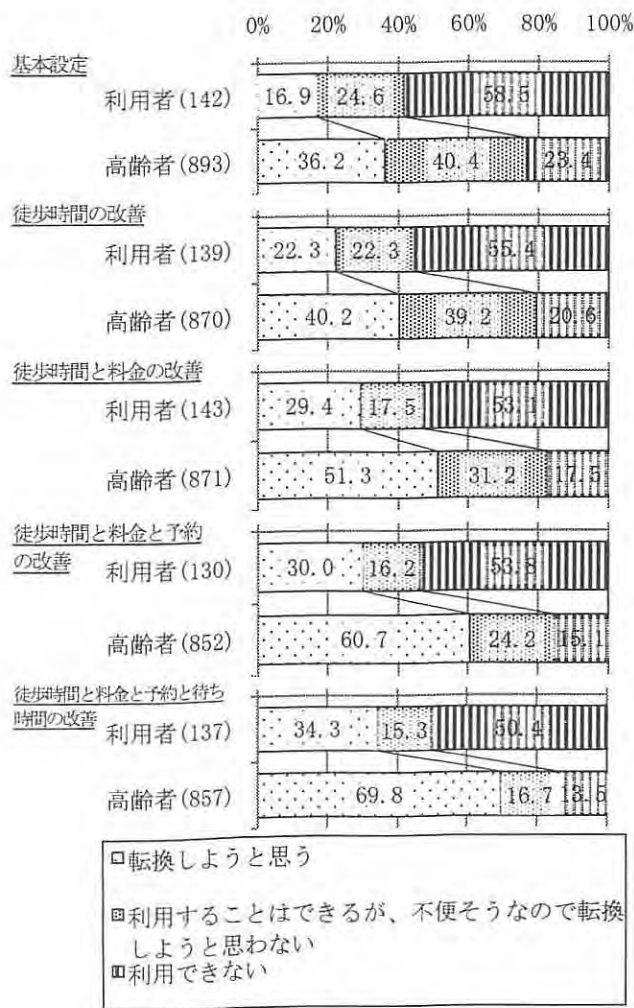 0% 20% 40% 60% 80% 100%
基本設定
利用者(142) 16.9 24.6 58.5
高齢者(893) 36.2 40.4 23.4
徒歩時間の改善
利用者(139) 22.3 22.3 55.4
高齢者(870) 40.2 39.2 20.6
徒歩時間と料金の改善
利用者(143) 29.4 17.5 53.1
高齢者(871) 51.3 31.2 17.5
徒歩時間と料金と予約
の改善 利用者(130) 30.0 16.2 53.8
高齢者(852) 60.7 24.2 15.1
徒歩時間と料金と予約と待ち
時間の改善 利用者(137) 34.3 15.3 50.4
高齢者(857) 69.8 16.7 13.5
転換しようと思う
利用することはできるが、不便そうなので転換
しようと思わない
利用できない